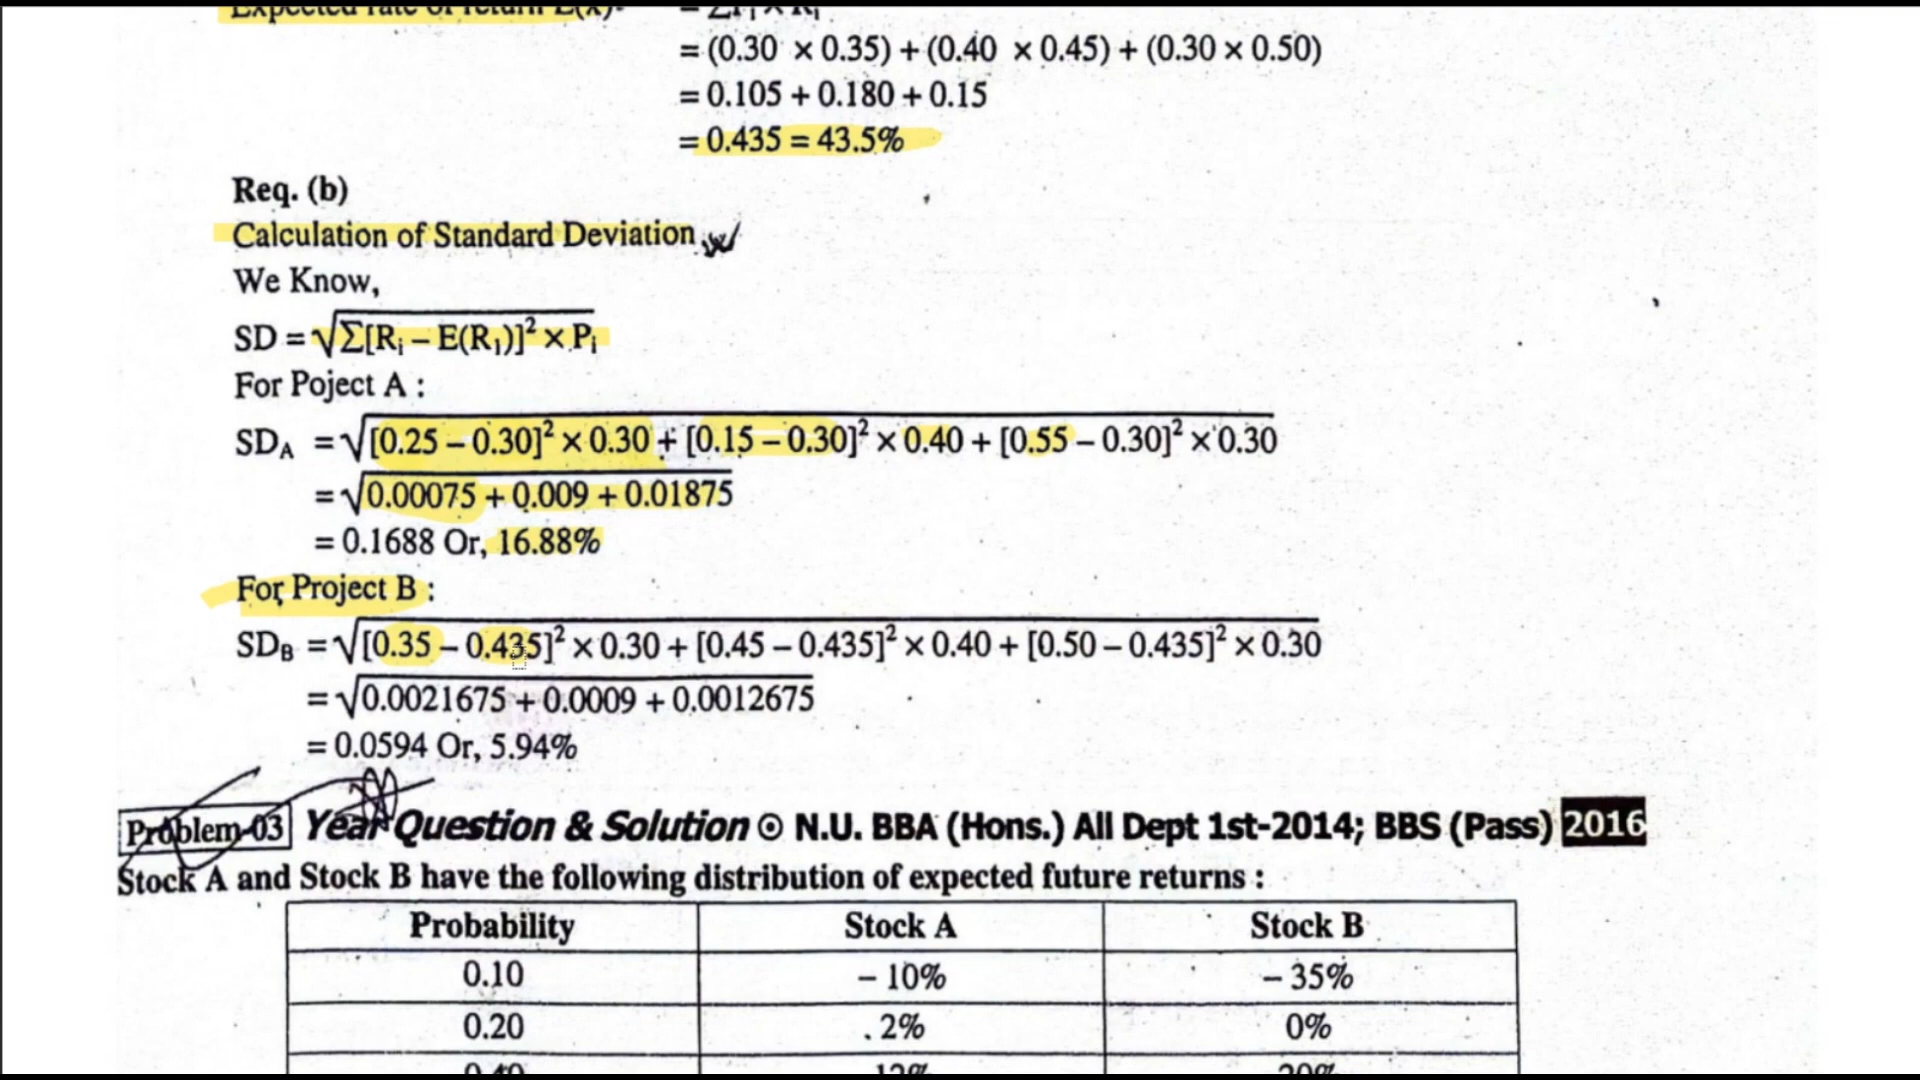 Expected rate of return E(x) = ΣPi × Ri
= (0.30 × 0.35) + (0.40 × 0.45) + (0.30 × 0.50)
= 0.105 + 0.180 + 0.15
= 0.435 = 43.5%
Req. (b)
Calculation of Standard Deviation
We Know,
SD = √Σ[Ri – E(R1)]² × Pi
For Poject A :
SDA = √[0.25 – 0.30]² × 0.30 + [0.15 – 0.30]² × 0.40 + [0.55 – 0.30]² × 0.30
= √0.00075 + 0.009 + 0.01875
= 0.1688 Or, 16.88%
For Project B :
SDB = √[0.35 – 0.435]² × 0.30 + [0.45 – 0.435]² × 0.40 + [0.50 – 0.435]² × 0.30
= √0.0021675 + 0.0009 + 0.0012675
= 0.0594 Or, 5.94%
Problem-03 Year Question & Solution ⊙ N.U. BBA (Hons.) All Dept 1st-2014; BBS (Pass) 2016
Stock A and Stock B have the following distribution of expected future returns :
Probability Stock A Stock B
0.10 – 10% – 35%
0.20 2% 0%